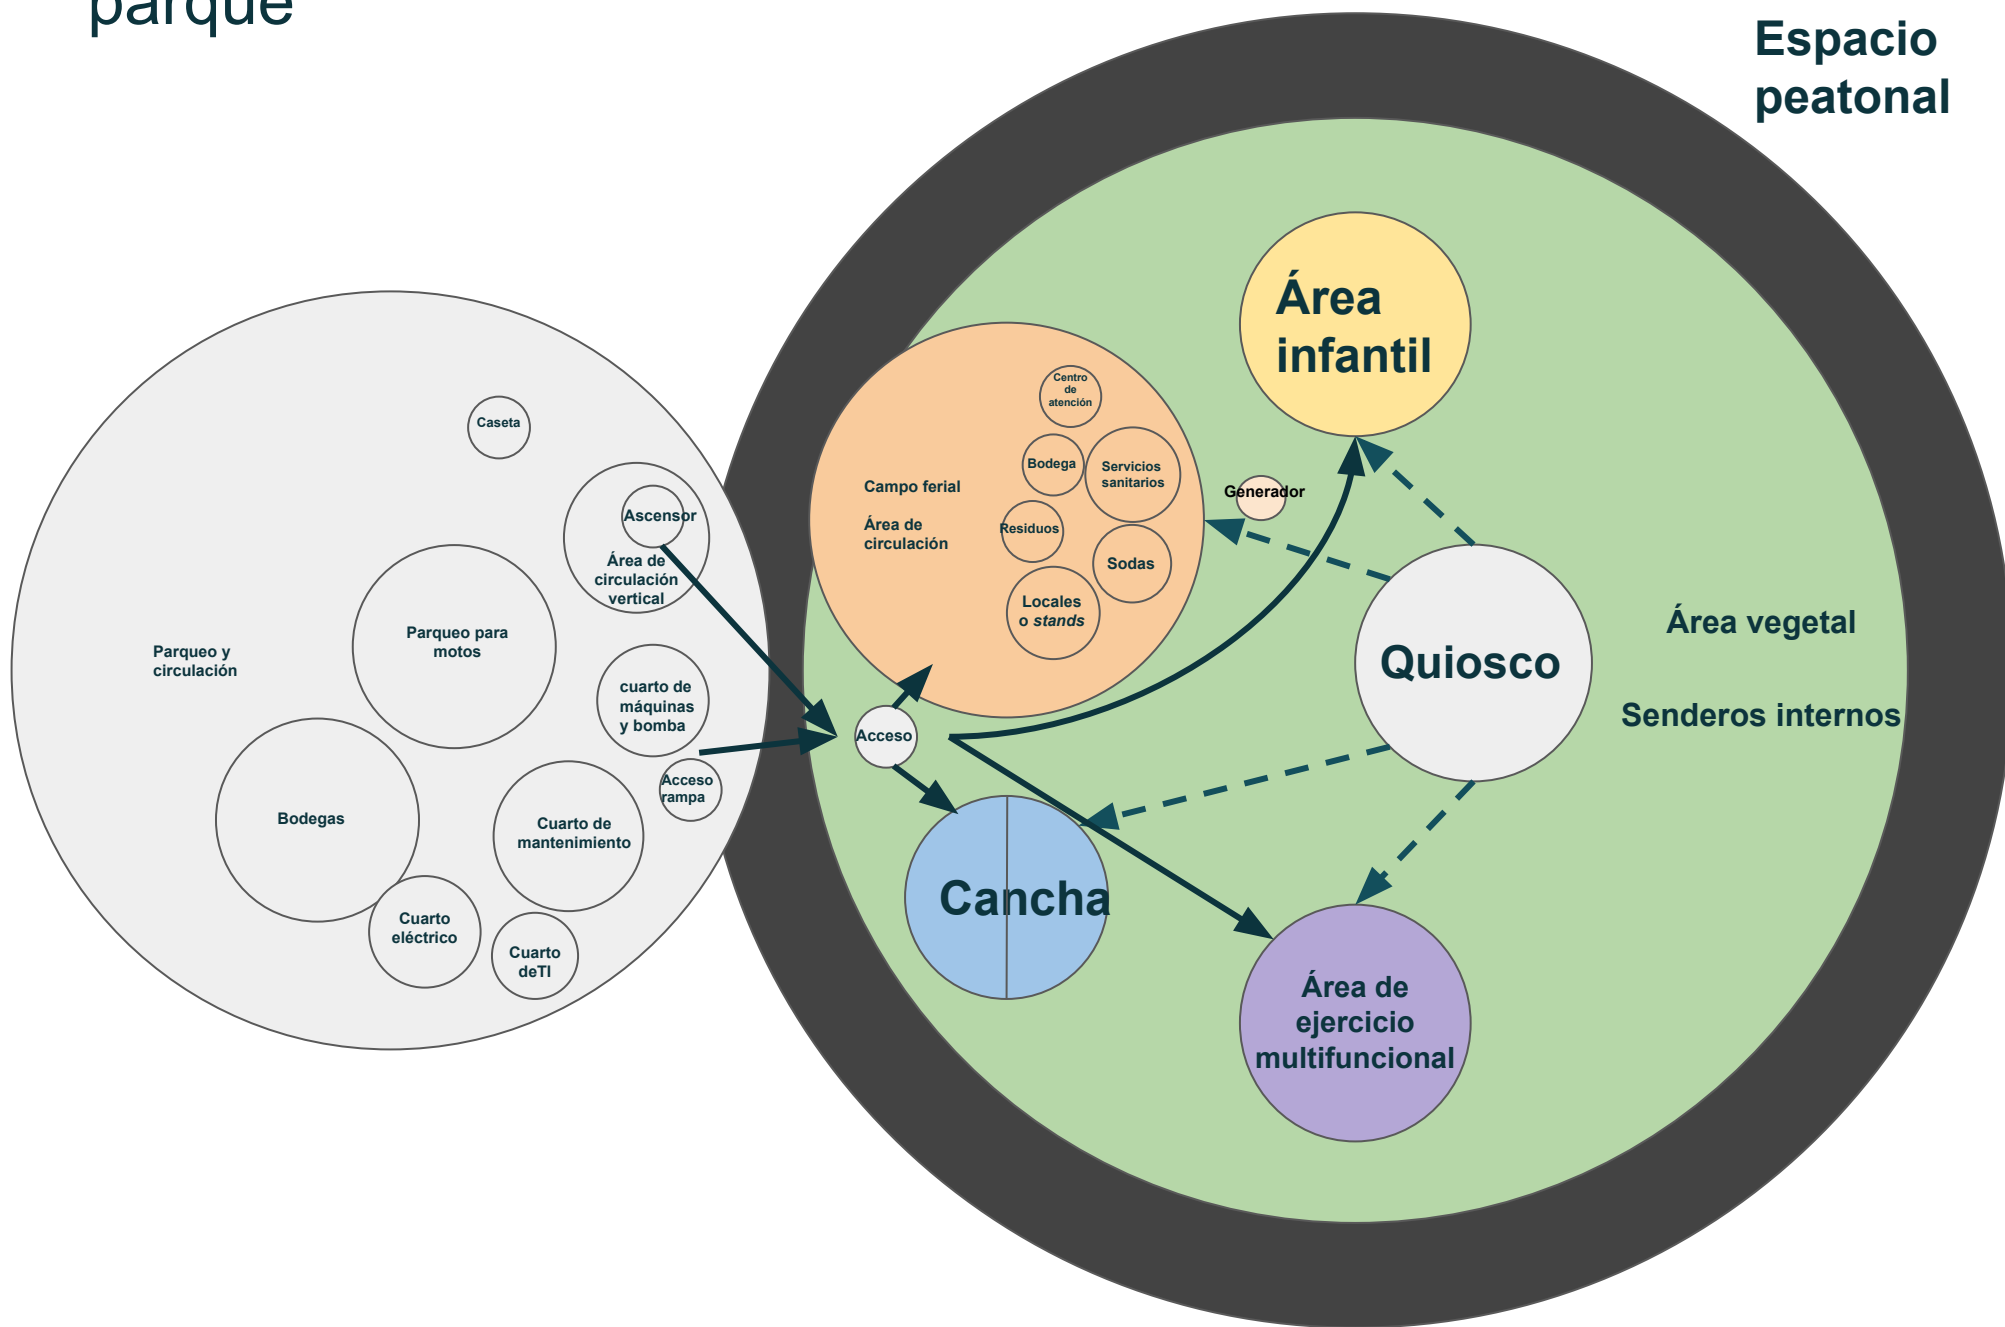 parque
Espacio
peatonal
Área
infantil
Centro
de
atención
Caseta
Bodega
Servicios
sanitarios
Campo ferial
Generador
Ascensor
Residuos
Área de
circulación
Área de
circulación
vertical
Sodas
Locales
o stands
Parqueo para
motos
Parqueo y
circulación
Área vegetal
Quiosco
cuarto de
máquinas
y bomba
Senderos internos
Acceso
Acceso
rampa
Bodegas
Cuarto de
mantenimiento
Cancha
Cuarto
eléctrico
Cuarto
deTI
Área de
ejercicio
multifuncional